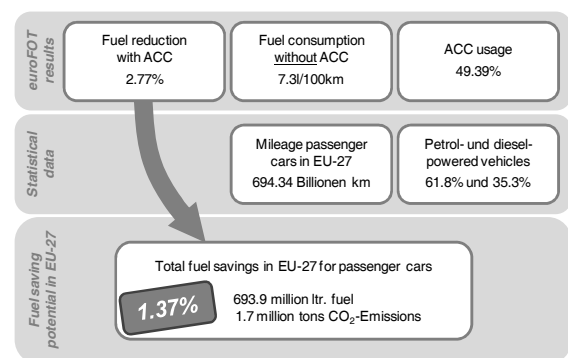 euroFOT
results
Fuel reduction
with ACC
2.77%
Fuel consumption
without ACC
7.3l/100km
ACC usage
49.39%
Statistical
data
Mileage passenger
cars in EU-27
694.34 Billionen km
Petrol- und diesel-
powered vehicles
61.8% und 35.3%
Fuel saving
potential in EU-27
Total fuel savings in EU-27 for passenger cars
1.37%
693.9 million ltr. fuel
1.7 million tons CO₂-Emissions